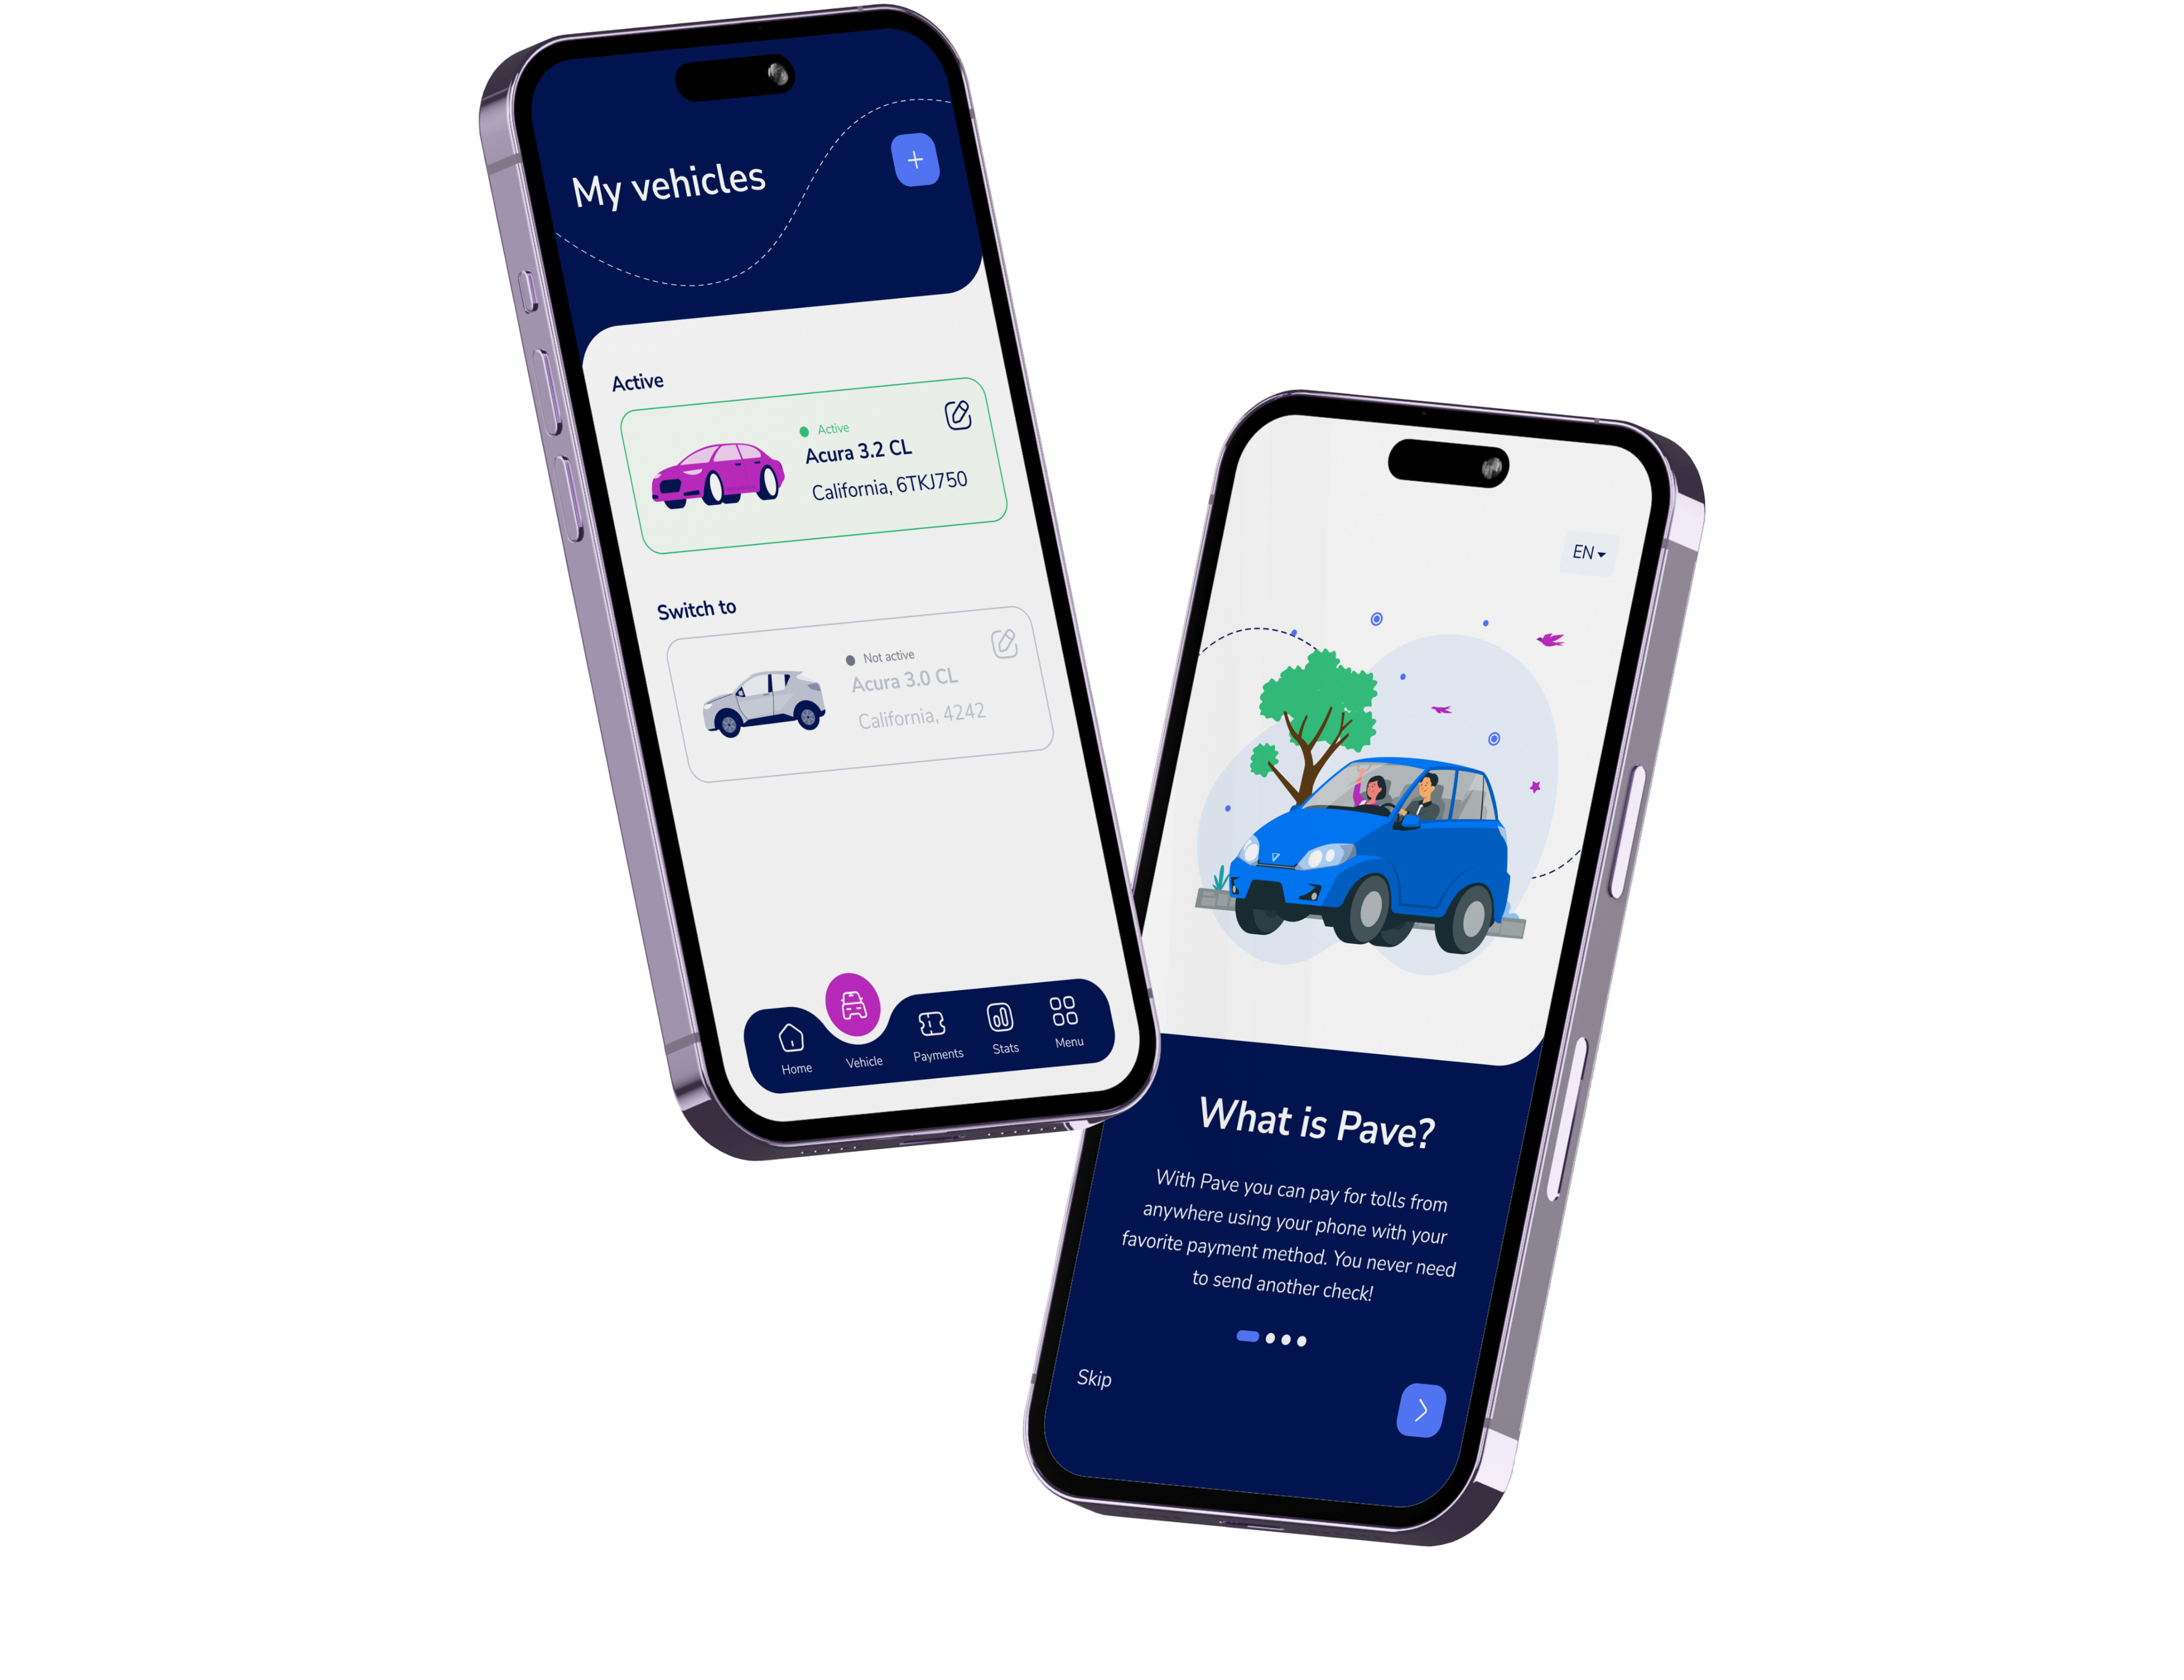 My vehicles
Active
Active
Acura 3.2 CL
California, 6TKJ750
Switch to
Not active
Acura 3.0 CL
California, 4242
Home
Vehicle
Payments
Stats
Menu
EN
What is Pave?
With Pave you can pay for tolls from
anywhere using your phone with your
favorite payment method. You never need
to send another check!
Skip